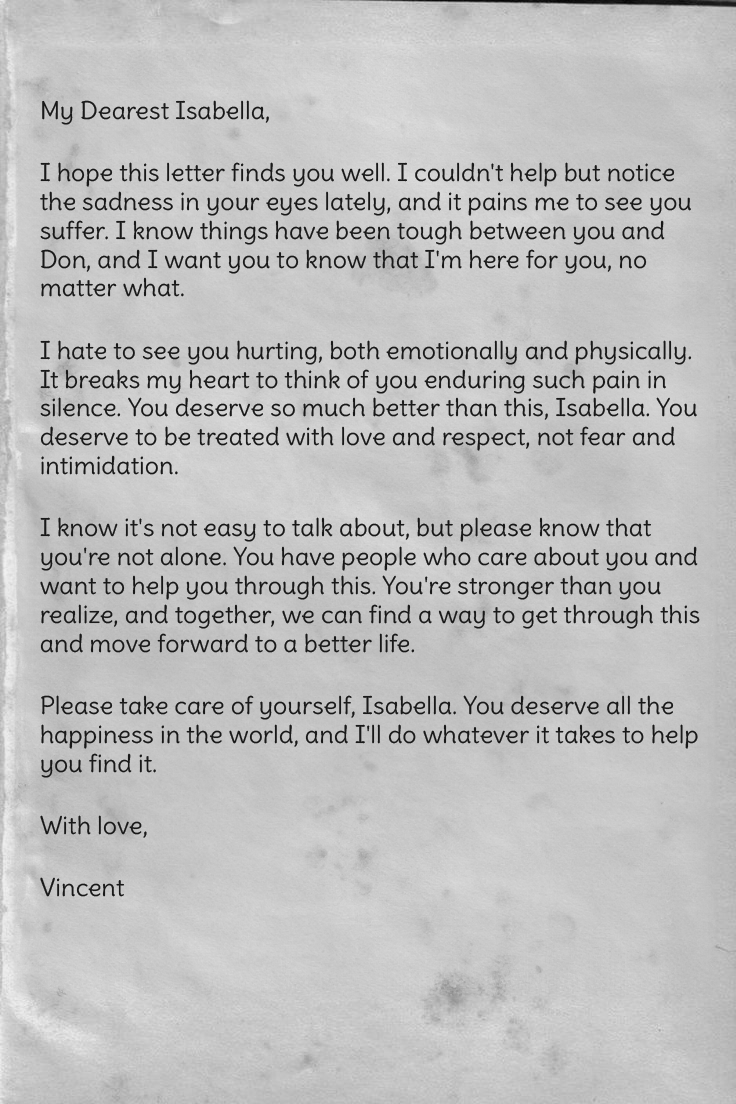 My Dearest Isabella,
I hope this letter finds you well. I couldn't help but notice
the sadness in your eyes lately, and it pains me to see you
suffer. I know things have been tough between you and
Don, and I want you to know that I'm here for you, no
matter what.
I hate to see you hurting, both emotionally and physically.
It breaks my heart to think of you enduring such pain in
silence. You deserve so much better than this, Isabella. You
deserve to be treated with love and respect, not fear and
intimidation.
I know it's not easy to talk about, but please know that
you're not alone. You have people who care about you and
want to help you through this. You're stronger than you
realize, and together, we can find a way to get through this
and move forward to a better life.
Please take care of yourself, Isabella. You deserve all the
happiness in the world, and I'll do whatever it takes to help
you find it.
With love,
Vincent